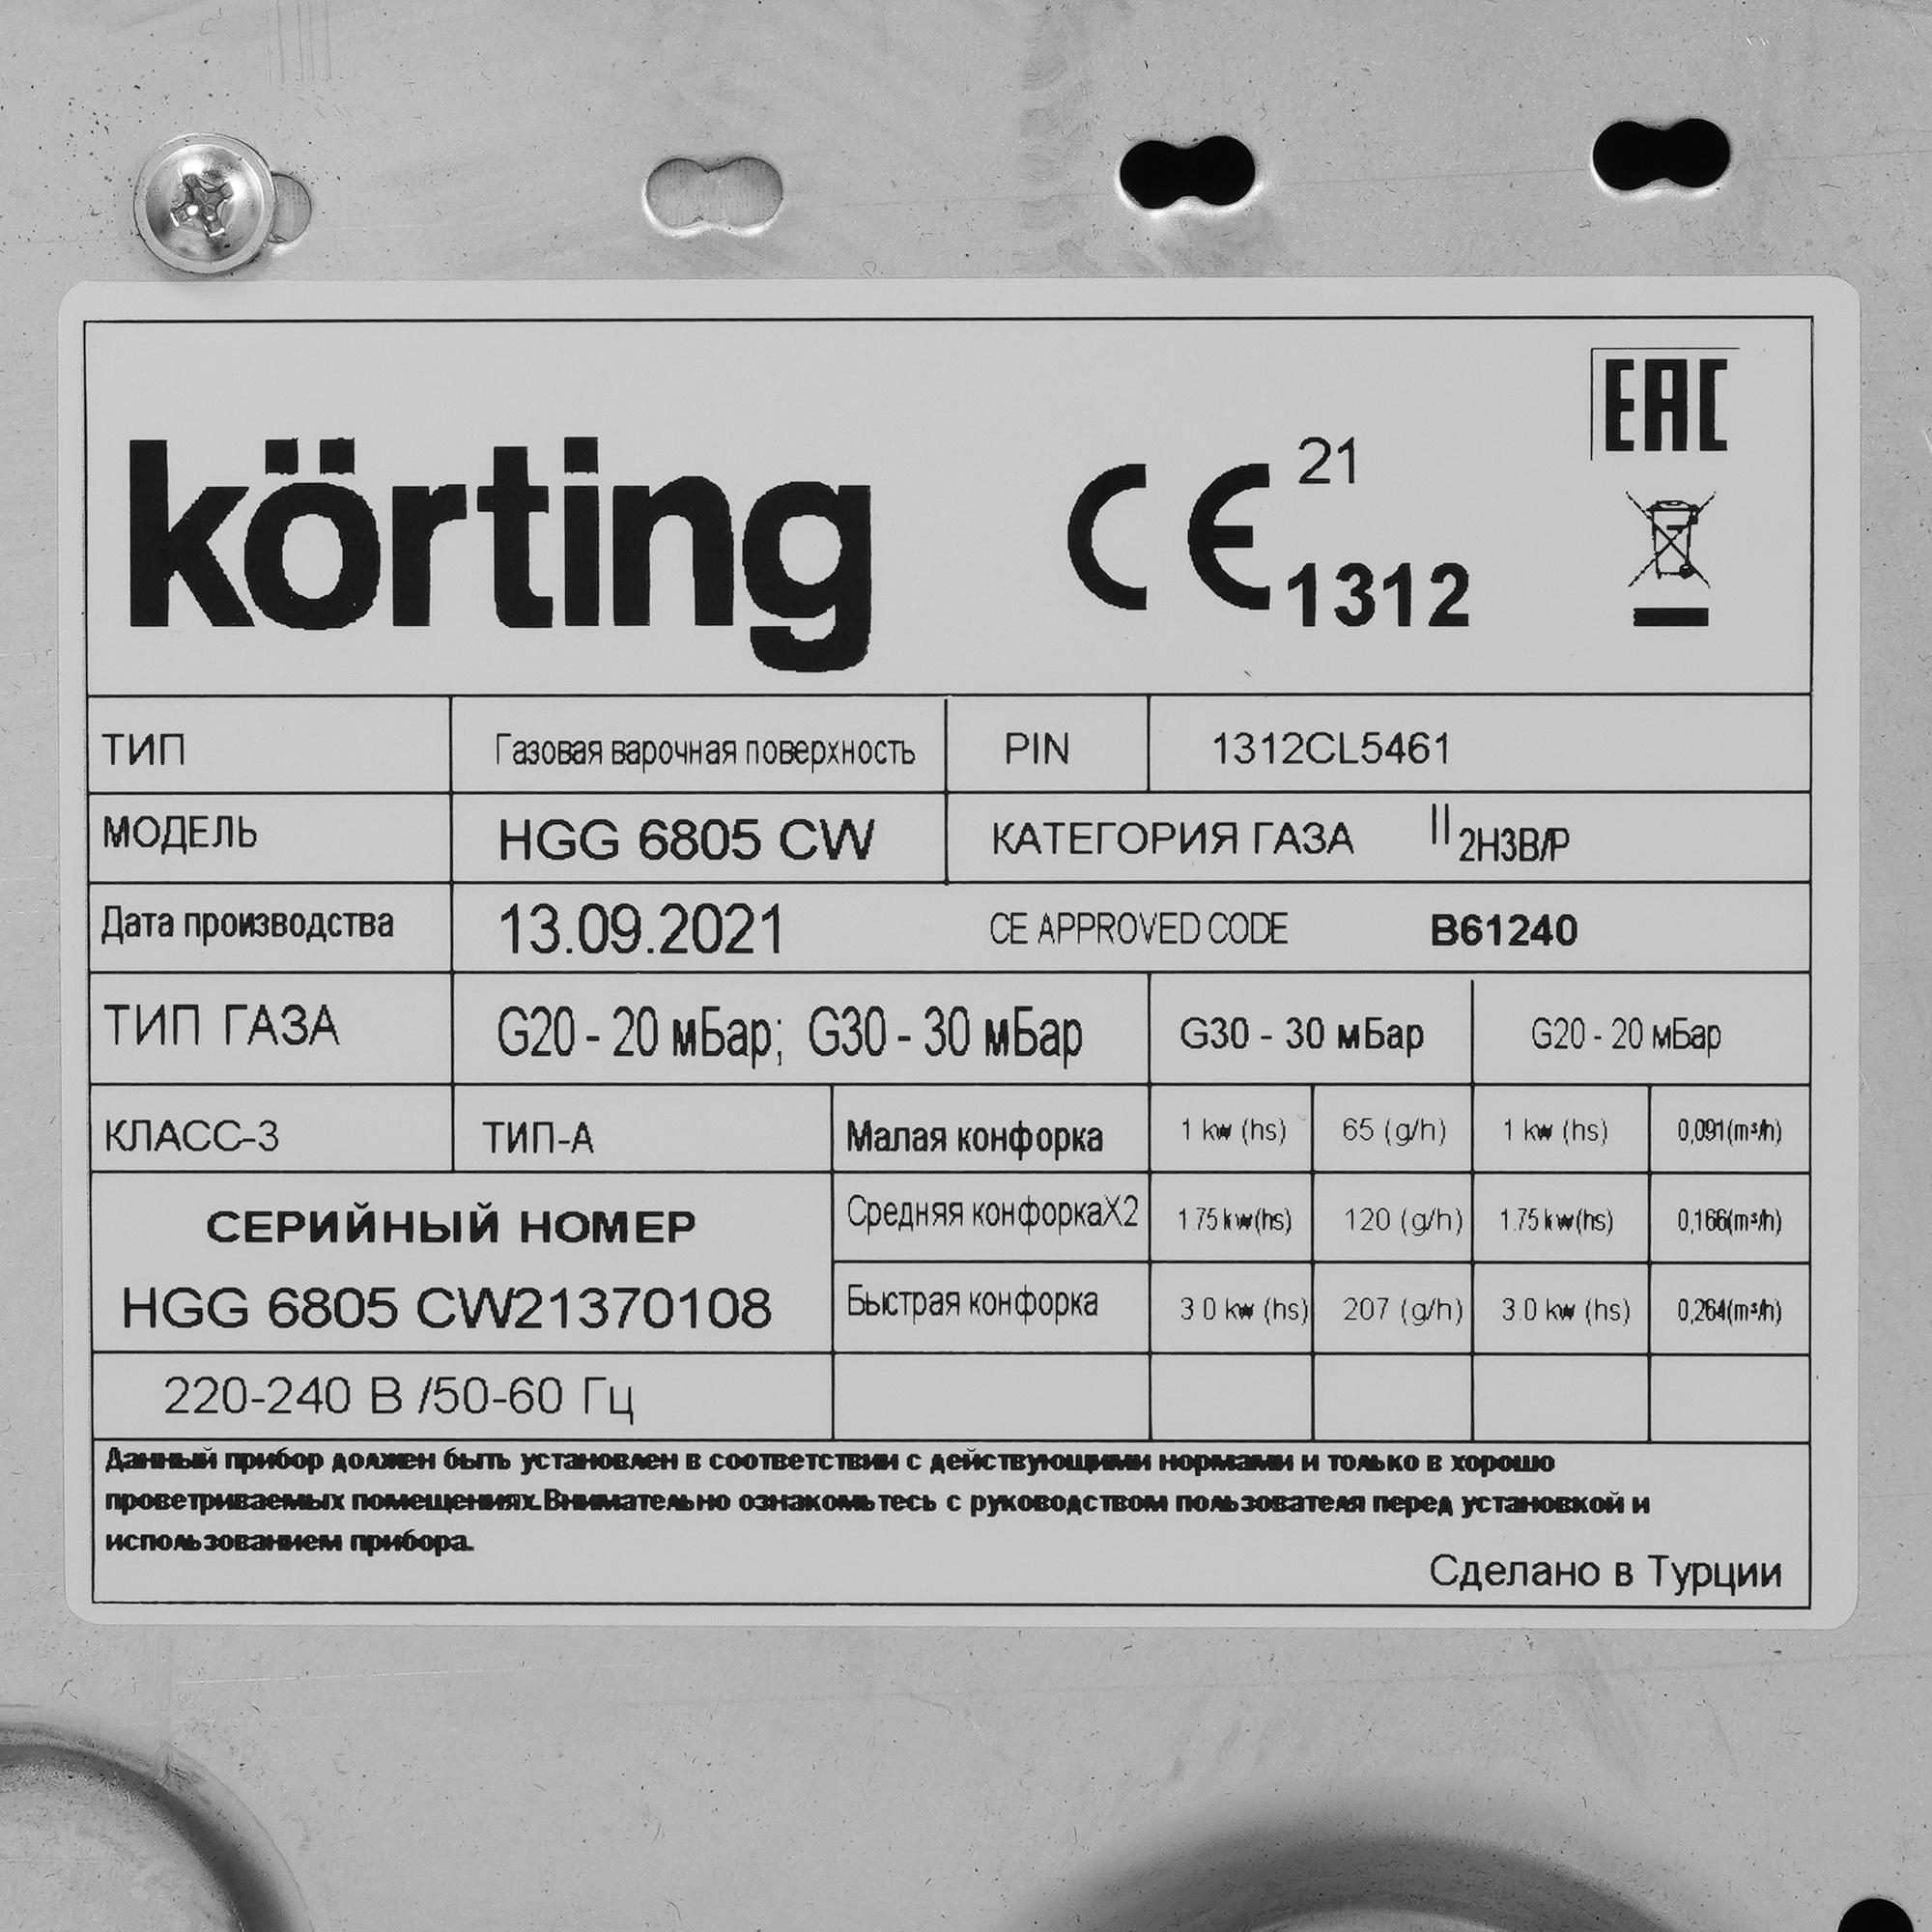 EAC
körting CE 21 1312
ТИП Газовая варочная поверхность PIN 1312CL5461
МОДЕЛЬ HGG 6805 CW КАТЕГОРИЯ ГАЗА II 2H3B/P
Дата производства 13.09.2021 CE APPROVED CODE B61240
ТИП ГАЗА G20 - 20 мБар; G30 - 30 мБар G30 - 30 мБар G20 - 20 мБар
КЛАСС-3 ТИП-А Малая конфорка 1 kw (hs) 65 (g/h) 1 kw (hs) 0,091(m³/h)
СЕРИЙНЫЙ НОМЕР Средняя конфоркаX2 1.75 kw(hs) 120 (g/h) 1.75 kw(hs) 0,166(m³/h)
HGG 6805 CW21370108 Быстрая конфорка 3.0 kw (hs) 207 (g/h) 3.0 kw (hs) 0,264(m³/h)
220-240 В /50-60 Гц
Данный прибор должен быть установлен в соответствии с действующими нормами и только в хорошо
проветриваемых помещениях.Внимательно ознакомьтесь с руководством пользователя перед установкой и
использованием прибора.
Сделано в Турции